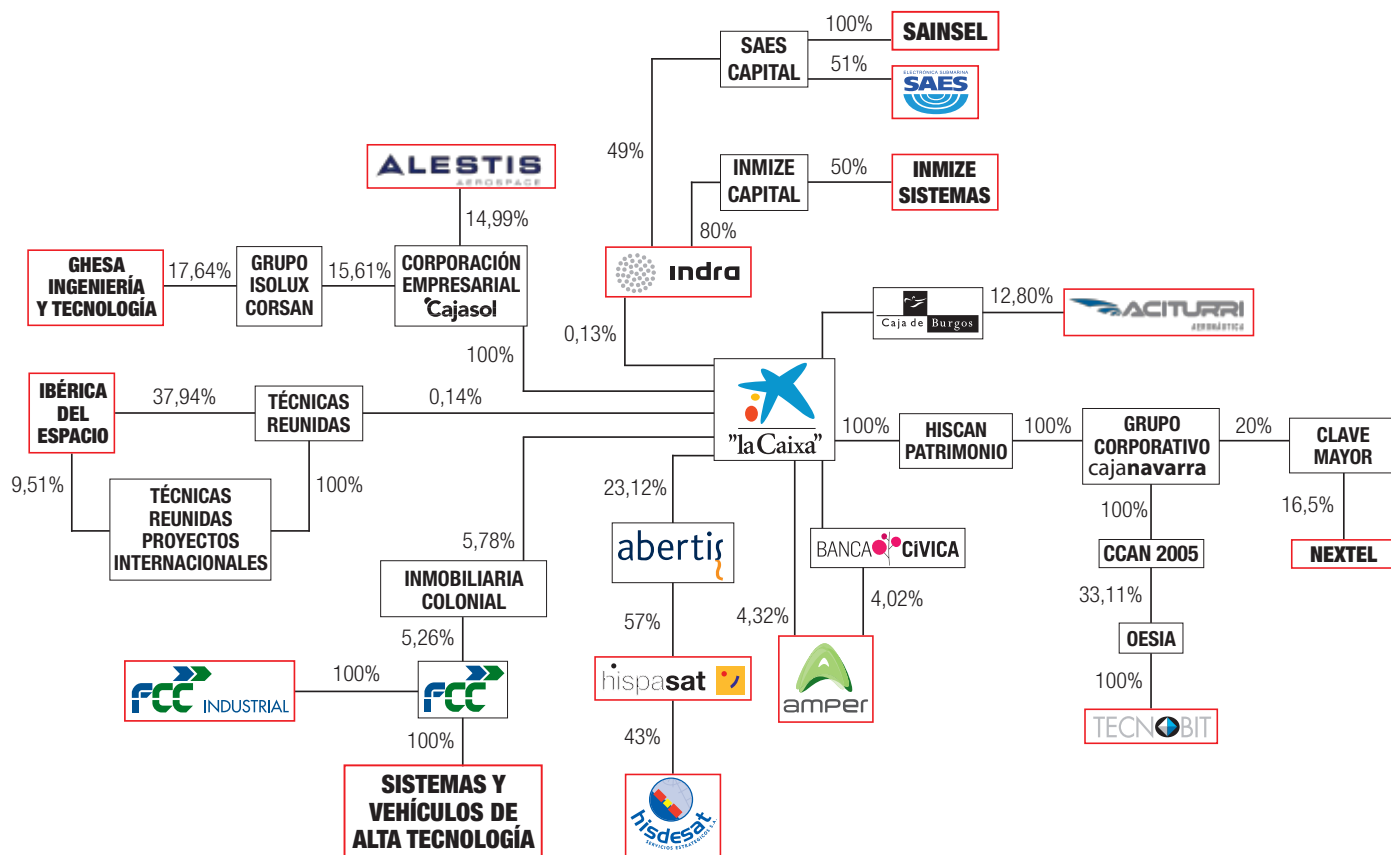 100%
SAINSEL
SAES
CAPITAL
51%
ELECTRÓNICA SUBMARINA
SAES
49%
ALESTIS
AEROSPACE
INMIZE
CAPITAL
50%
INMIZE
SISTEMAS
14,99%
80%
GHESA
INGENIERÍA
Y TECNOLOGÍA
17,64%
GRUPO
ISOLUX
CORSAN
15,61%
CORPORACIÓN
EMPRESARIAL
Cajasol
indra
Caja de Burgos
12,80%
ACITURRI
AERONÁUTICA
0,13%
100%
IBÉRICA
DEL
ESPACIO
37,94%
TÉCNICAS
REUNIDAS
0,14%
"la Caixa"
100%
HISCAN
PATRIMONIO
100%
GRUPO
CORPORATIVO
cajanavarra
20%
CLAVE
MAYOR
9,51%
TÉCNICAS
REUNIDAS
PROYECTOS
INTERNACIONALES
100%
23,12%
16,5%
100%
5,78%
abertis
BANCA CíVICA
CCAN 2005
NEXTEL
INMOBILIARIA
COLONIAL
4,32%
4,02%
33,11%
5,26%
57%
OESIA
FCC INDUSTRIAL
100%
FCC
hispasat
amper
100%
TECNOBIT
100%
43%
SISTEMAS Y
VEHÍCULOS DE
ALTA TECNOLOGÍA
hisdesat
SERVICIOS ESTRATÉGICOS S.A.